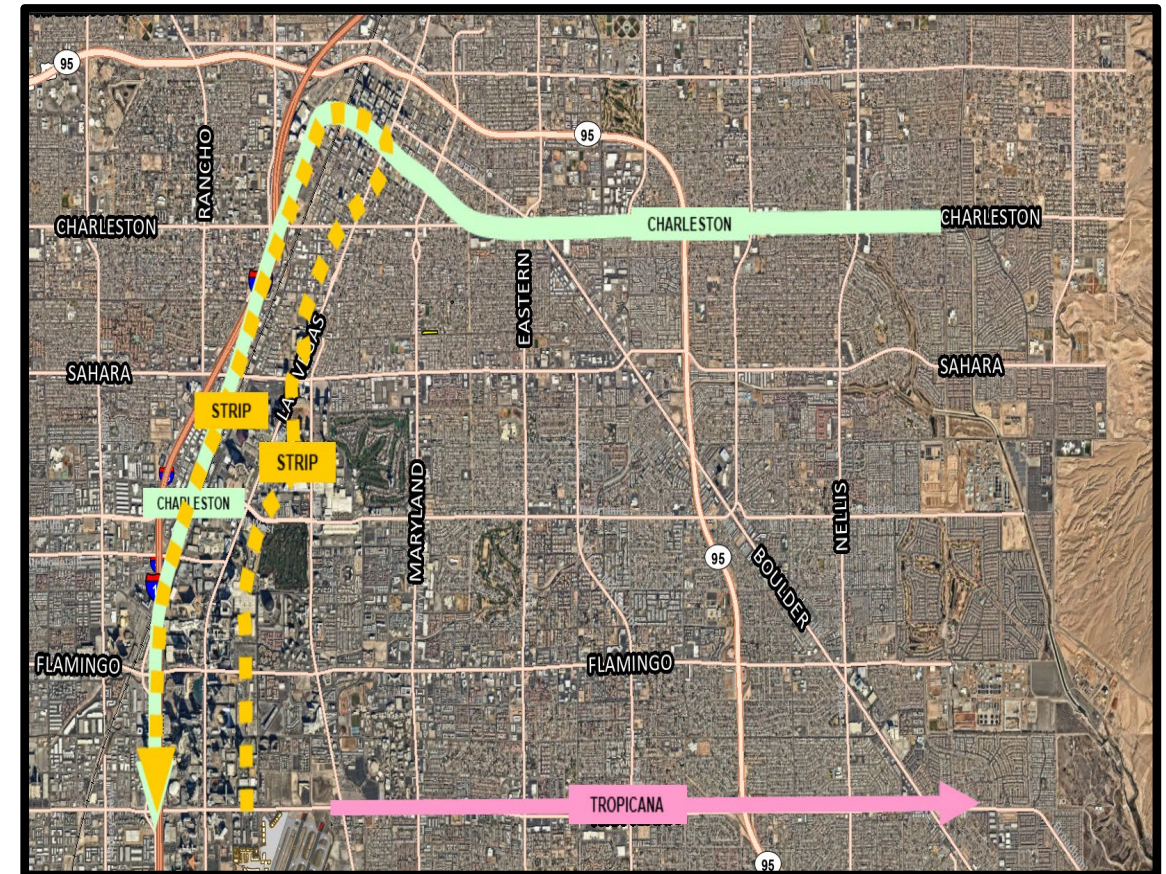 95
95
RANCHO
CHARLESTON
CHARLESTON
CHARLESTON
EASTERN
LAS VEGAS
SAHARA
SAHARA
STRIP
STRIP
CHARLESTON
MARYLAND
NELLIS
95
BOULDER
FLAMINGO
FLAMINGO
TROPICANA
95